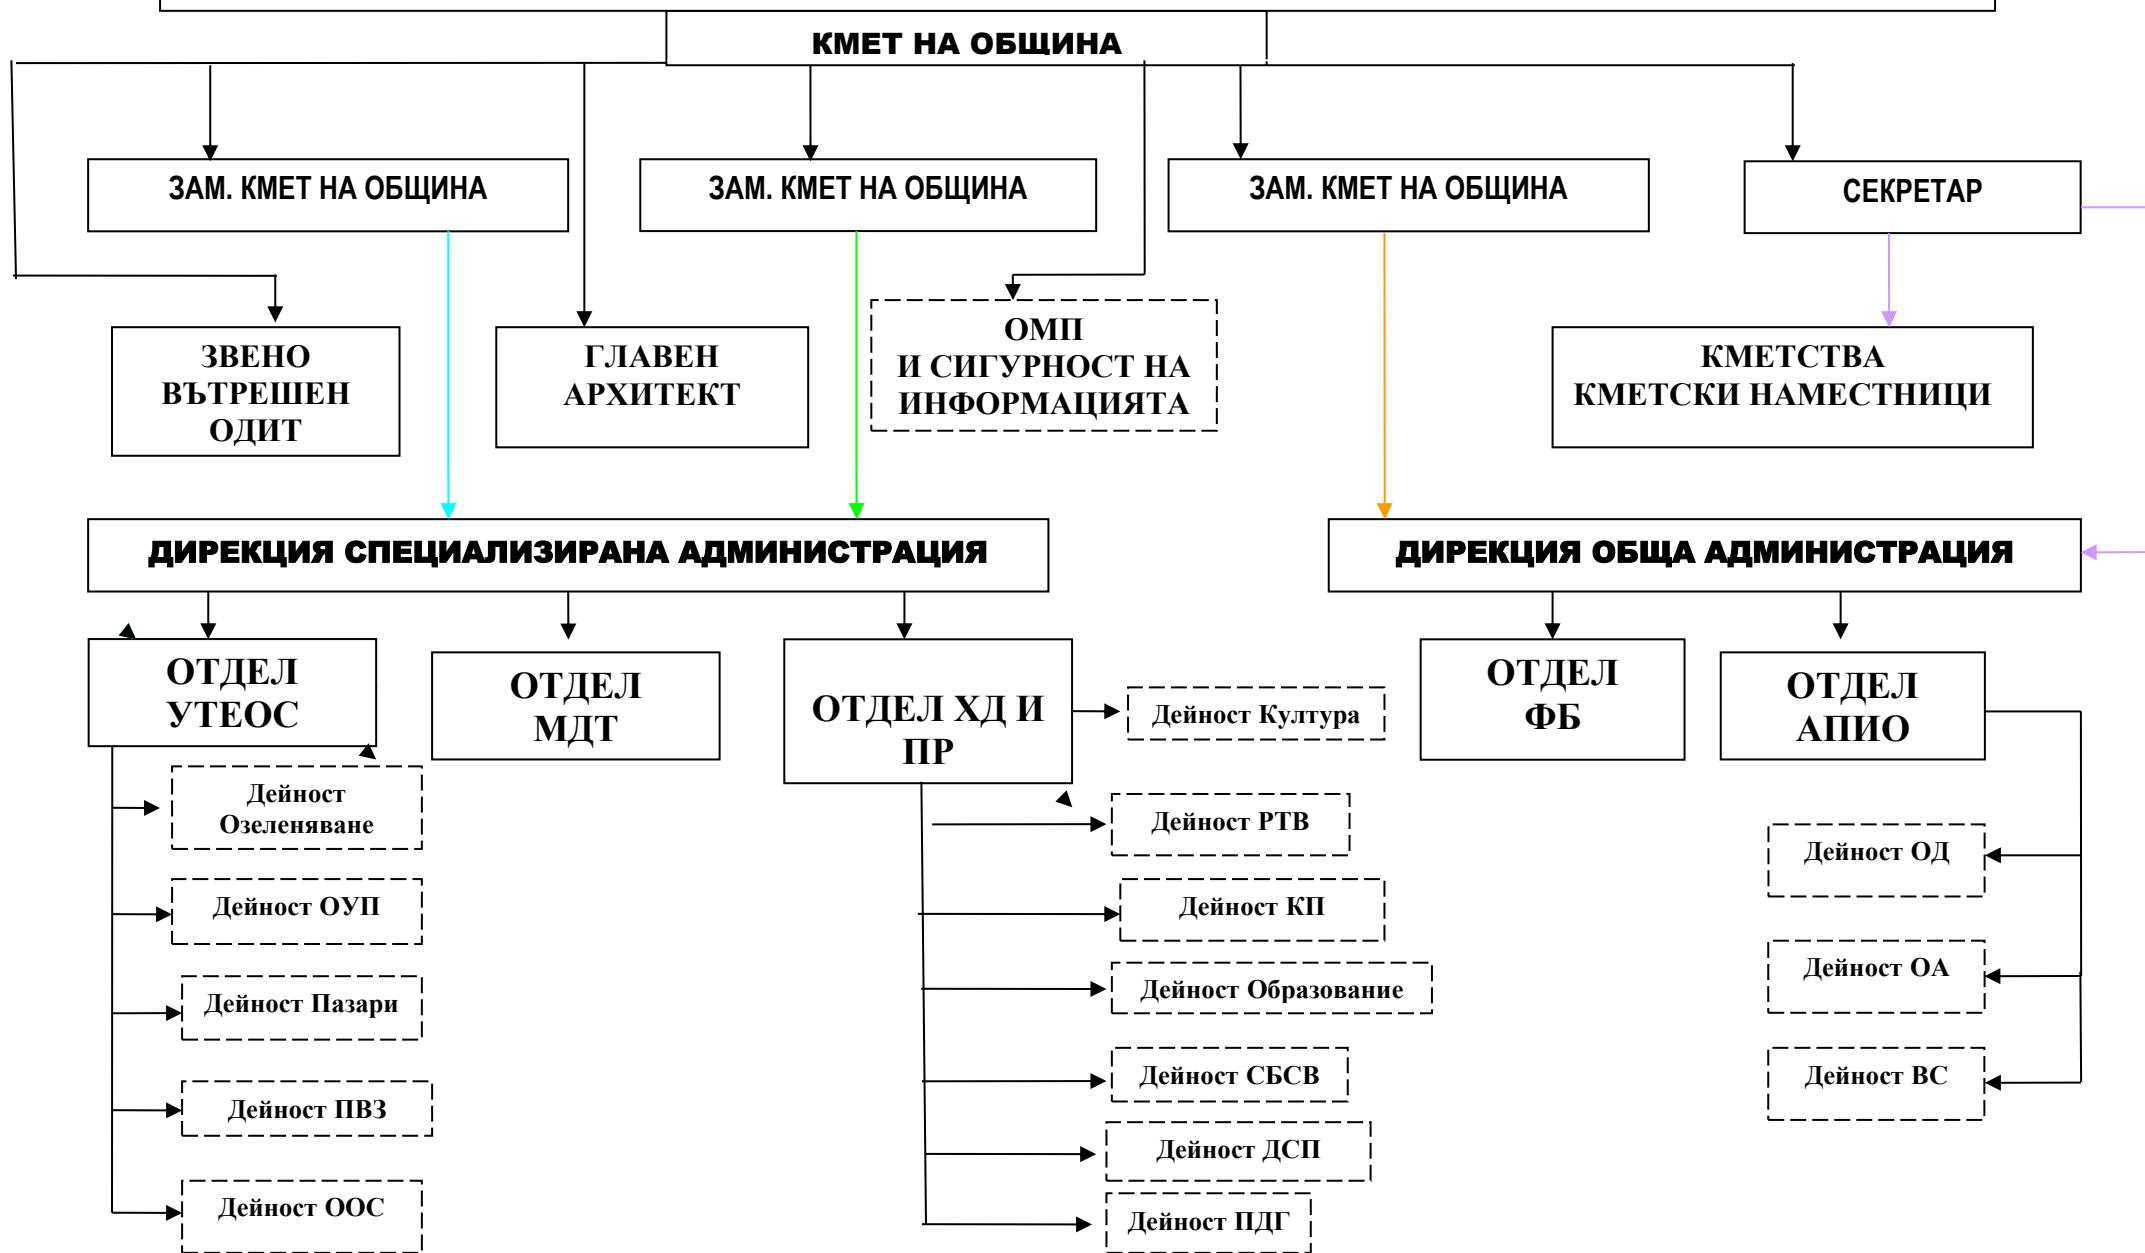 КМЕТ НА ОБЩИНА
ЗАМ. КМЕТ НА ОБЩИНА
ЗАМ. КМЕТ НА ОБЩИНА
ЗАМ. КМЕТ НА ОБЩИНА
СЕКРЕТАР
ЗВЕНО
ВЪТРЕШЕН
ОДИТ
ГЛАВЕН
АРХИТЕКТ
ОМП
И СИГУРНОСТ НА
ИНФОРМАЦИЯТА
КМЕТСТВА
КМЕТСКИ НАМЕСТНИЦИ
ДИРЕКЦИЯ СПЕЦИАЛИЗИРАНА АДМИНИСТРАЦИЯ
ДИРЕКЦИЯ ОБЩА АДМИНИСТРАЦИЯ
ОТДЕЛ
УТЕОС
ОТДЕЛ
МДТ
ОТДЕЛ ХД И
ПР
ОТДЕЛ
ФБ
ОТДЕЛ
АПИО
Дейност
Озеленяване
Дейност ОУП
Дейност Пазари
Дейност ПВЗ
Дейност ООС
Дейност Култура
Дейност РТВ
Дейност КП
Дейност Образование
Дейност СБСВ
Дейност ДСП
Дейност ПДГ
Дейност ОД
Дейност ОА
Дейност ВС